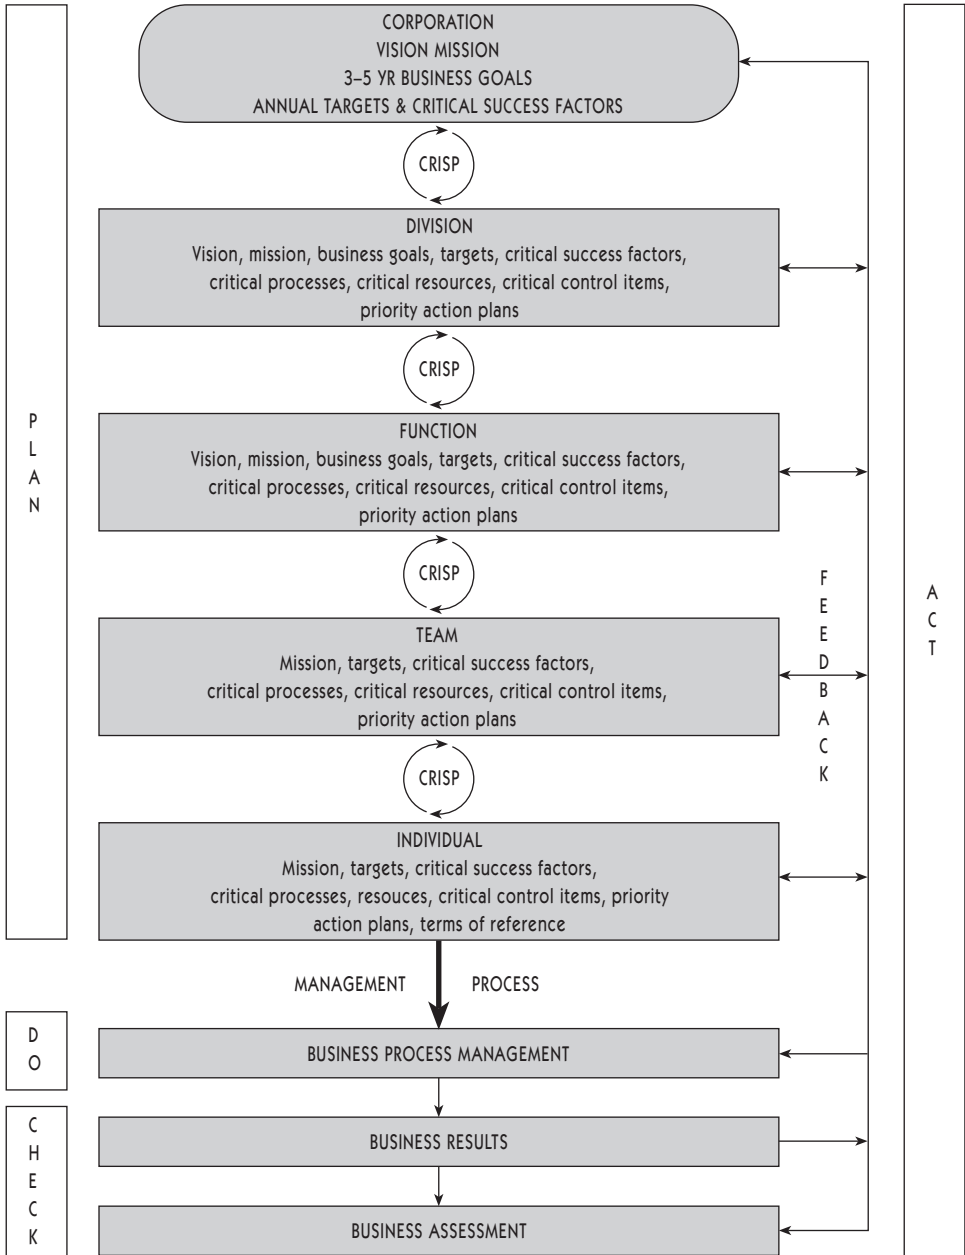 CORPORATION
VISION MISSION
3–5 YR BUSINESS GOALS
ANNUAL TARGETS & CRITICAL SUCCESS FACTORS
CRISP
DIVISION
Vision, mission, business goals, targets, critical success factors,
critical processes, critical resources, critical control items,
priority action plans
CRISP
FUNCTION
Vision, mission, business goals, targets, critical success factors,
critical processes, critical resources, critical control items,
priority action plans
CRISP
TEAM
Mission, targets, critical success factors,
critical processes, critical resources, critical control items,
priority action plans
CRISP
INDIVIDUAL
Mission, targets, critical success factors,
critical processes, resouces, critical control items, priority
action plans, terms of reference
MANAGEMENT PROCESS
BUSINESS PROCESS MANAGEMENT
BUSINESS RESULTS
BUSINESS ASSESSMENT
PLAN
DO
CHECK
FEEDBACK
ACT